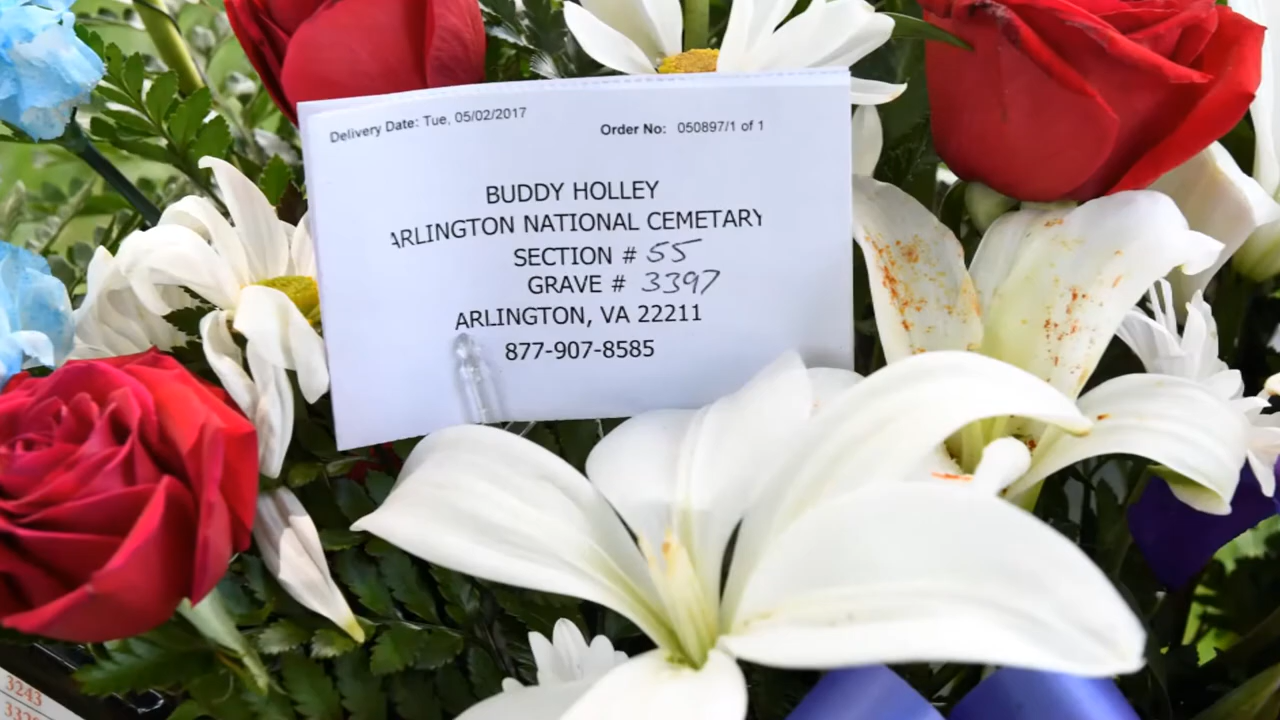 Delivery Date: Tue, 05/02/2017
Order No: 050897/1 of 1
BUDDY HOLLEY
ARLINGTON NATIONAL CEMETARY
SECTION # 55
GRAVE # 3397
ARLINGTON, VA 22211
877-907-8585
3243